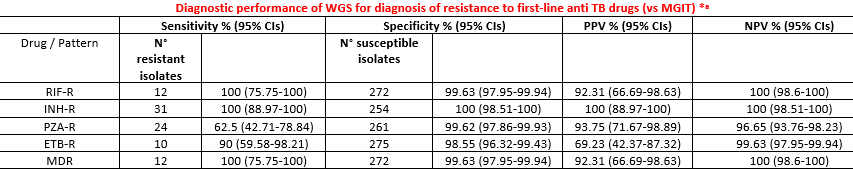 Diagnostic performance of WGS for diagnosis of resistance to first-line anti TB drugs (vs MGIT) *ª
Sensitivity % (95% CIs) Specificity % (95% CIs) PPV % (95% CIs) NPV % (95% CIs)
Drug / Pattern N° resistant isolates N° susceptible isolates
RIF-R 12 100 (75.75-100) 272 99.63 (97.95-99.94) 92.31 (66.69-98.63) 100 (98.6-100)
INH-R 31 100 (88.97-100) 254 100 (98.51-100) 100 (88.97-100) 100 (98.51-100)
PZA-R 24 62.5 (42.71-78.84) 261 99.62 (97.86-99.93) 93.75 (71.67-98.89) 96.65 (93.76-98.23)
ETB-R 10 90 (59.58-98.21) 275 98.55 (96.32-99.43) 69.23 (42.37-87.32) 99.63 (97.95-99.94)
MDR 12 100 (75.75-100) 272 99.63 (97.95-99.94) 92.31 (66.69-98.63) 100 (98.6-100)